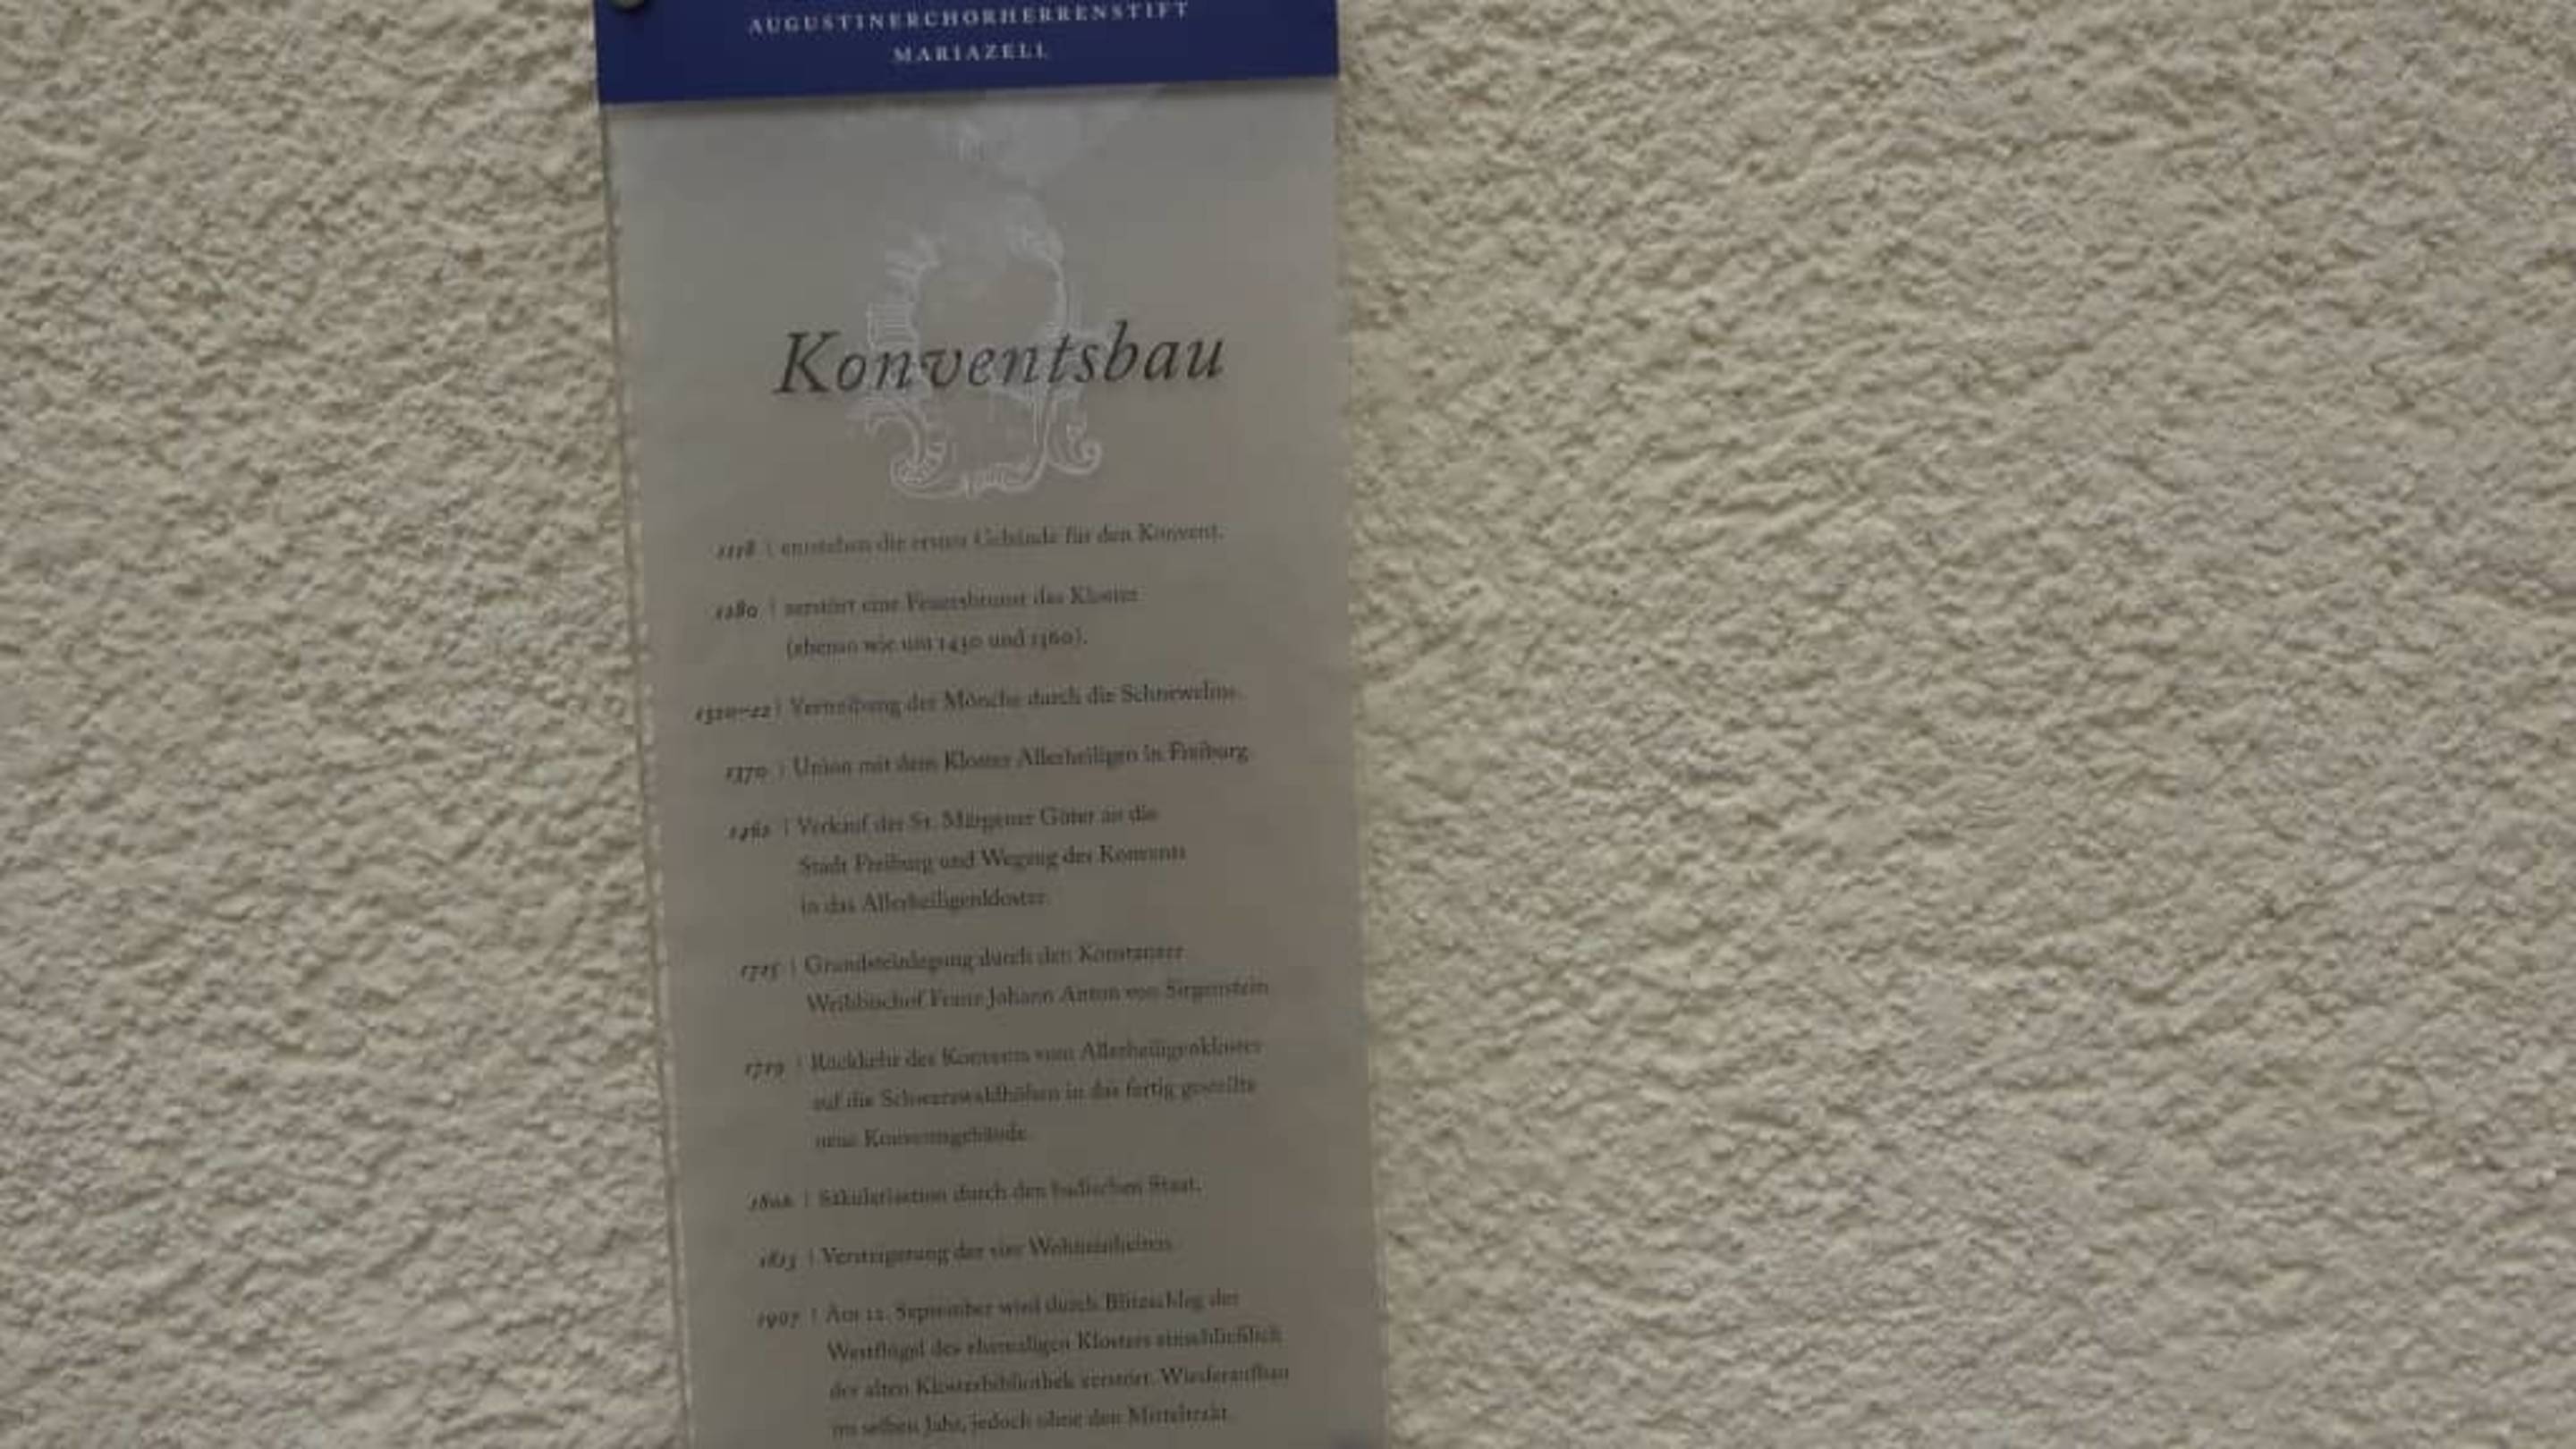 AUGUSTINERCHORHERRENSTIFT
MARIAZELL
Konventsbau
1118 | entstehen die ersten Gebäude für den Konvent.
zerstört eine Feuersbrunst das Kloster
(ebenso wie um 1430 und 1560).
Vertreibung der Mönche durch die Schnewelins.
1370 | Union mit dem Kloster Allerheiligen in Freiburg
1462 | Verkauf der St. Märgener Güter an die
Stadt Freiburg und Wegzug des Konvents
in das Allerheiligenkloster.
Grundsteinlegung durch den Konstanzer
Weihbischof Franz Johann Anton von Sirgenstein
Rückkehr des Konvents vom Allerheiligenkloster
auf die Schwarzwaldhöhen in das fertig gestellte
neue Konventsgebäude.
Säkularisation durch den badischen Staat.
Versteigerung der vier Wohneinheiten
1907 | Am 12. September wird durch Blitzschlag der
Westflügel des ehemaligen Klosters einschließlich
der alten Klosterbibliothek zerstört. Wiederaufbau
im selben Jahr, jedoch ohne den Mitteltrakt.